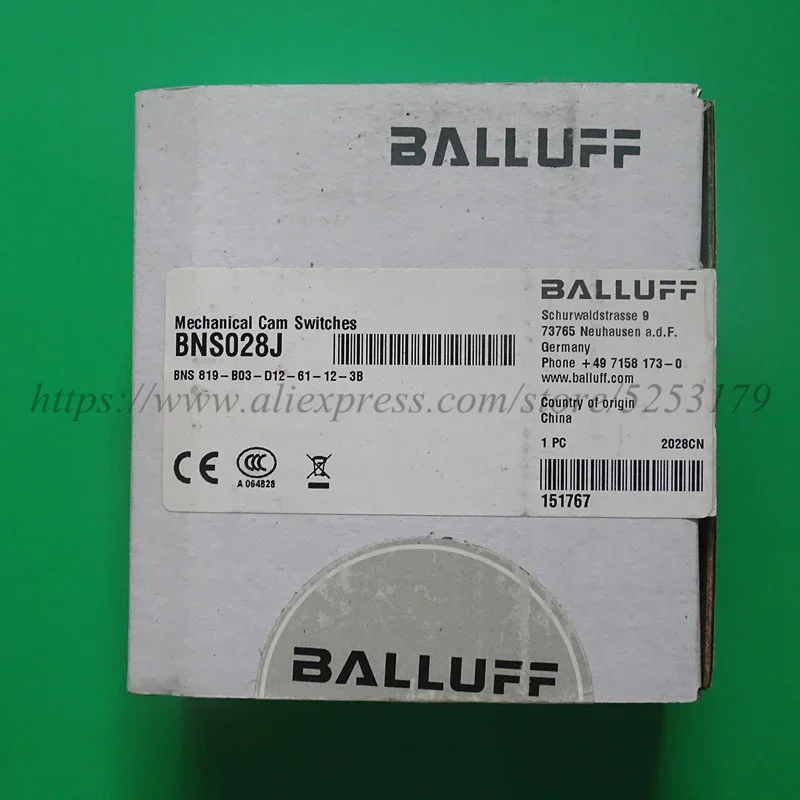 BALLUFF
Mechanical Cam Switches
BNS028J
BNS 819-B03-D12-61-12-3B
CE
CCC
A 064828
BALLUFF
Schurwaldstrasse 9
73765 Neuhausen a.d.F.
Germany
Phone +49 7158 173-0
www.balluff.com
Country of origin
China
1 PC 2028CN
151767
https://www.aliexpress.com/store/5253179
BALLUFF